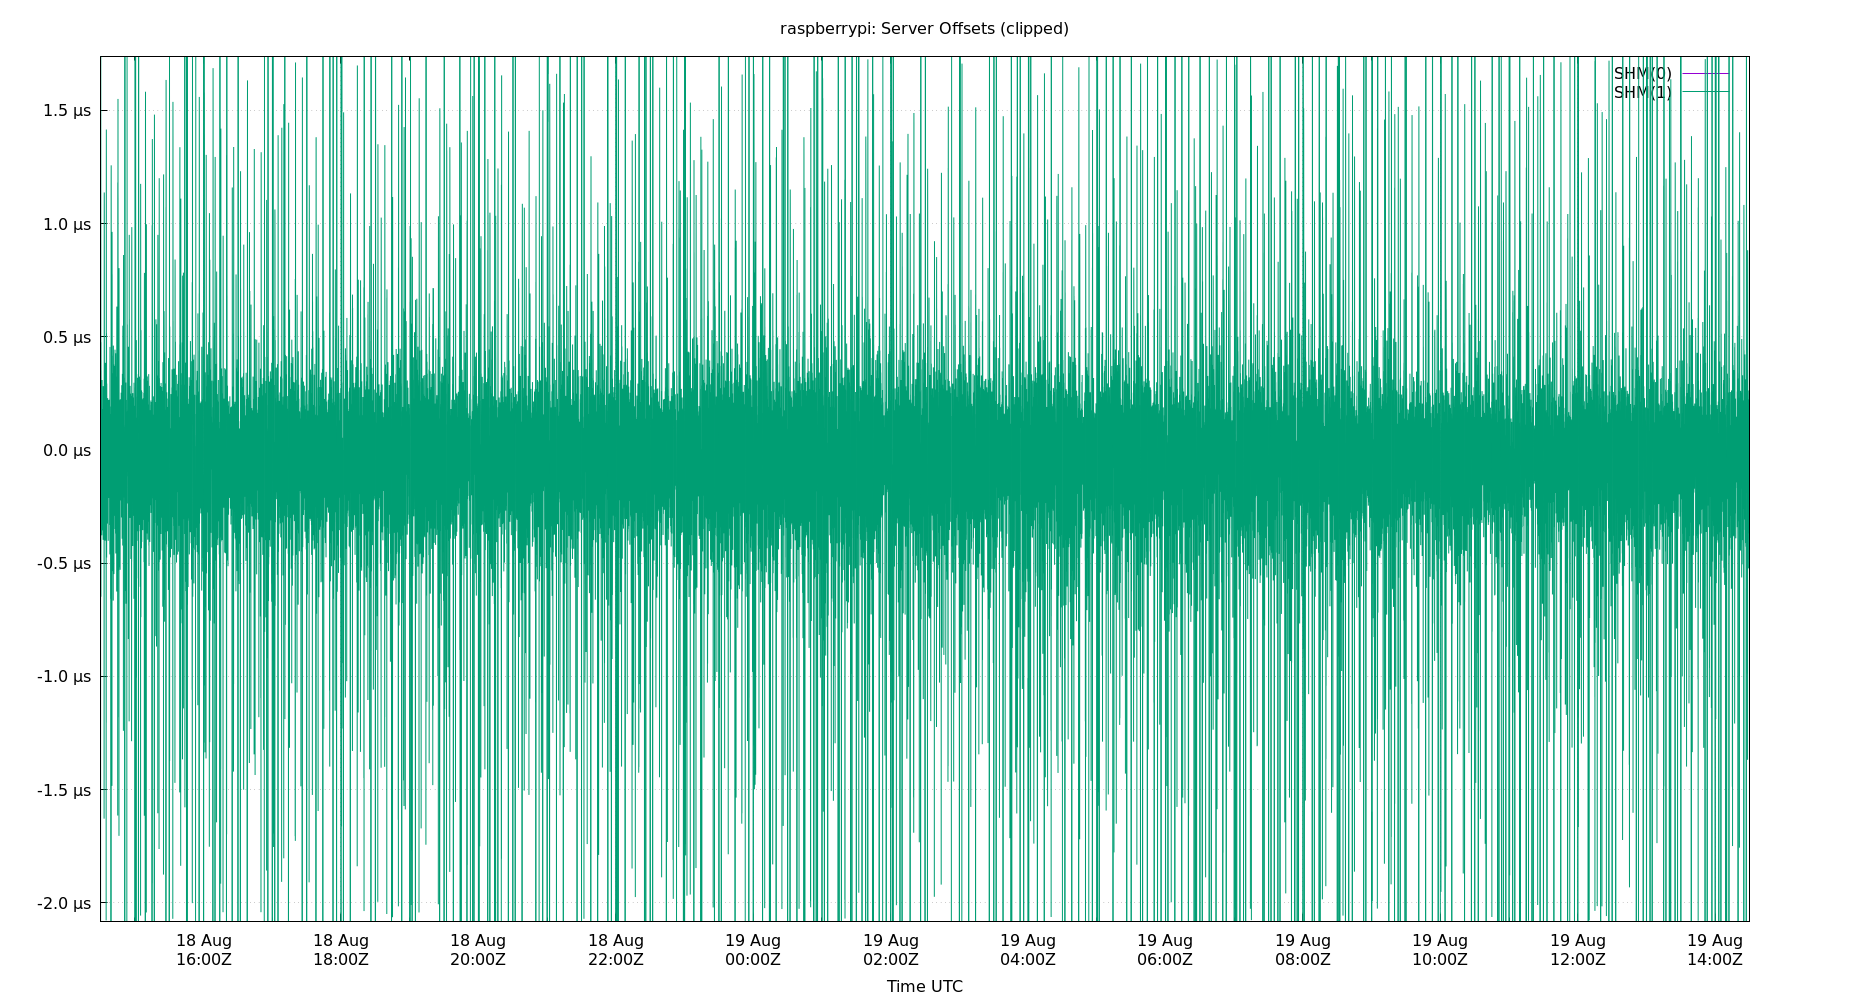 raspberrypi: Server Offsets (clipped)
SHM(0)
SHM(1)
1.5 µs
1.0 µs
0.5 µs
0.0 µs
-0.5 µs
-1.0 µs
-1.5 µs
-2.0 µs
18 Aug 18 Aug 18 Aug 18 Aug 19 Aug 19 Aug 19 Aug 19 Aug 19 Aug 19 Aug 19 Aug 19 Aug
16:00Z 18:00Z 20:00Z 22:00Z 00:00Z 02:00Z 04:00Z 06:00Z 08:00Z 10:00Z 12:00Z 14:00Z
Time UTC